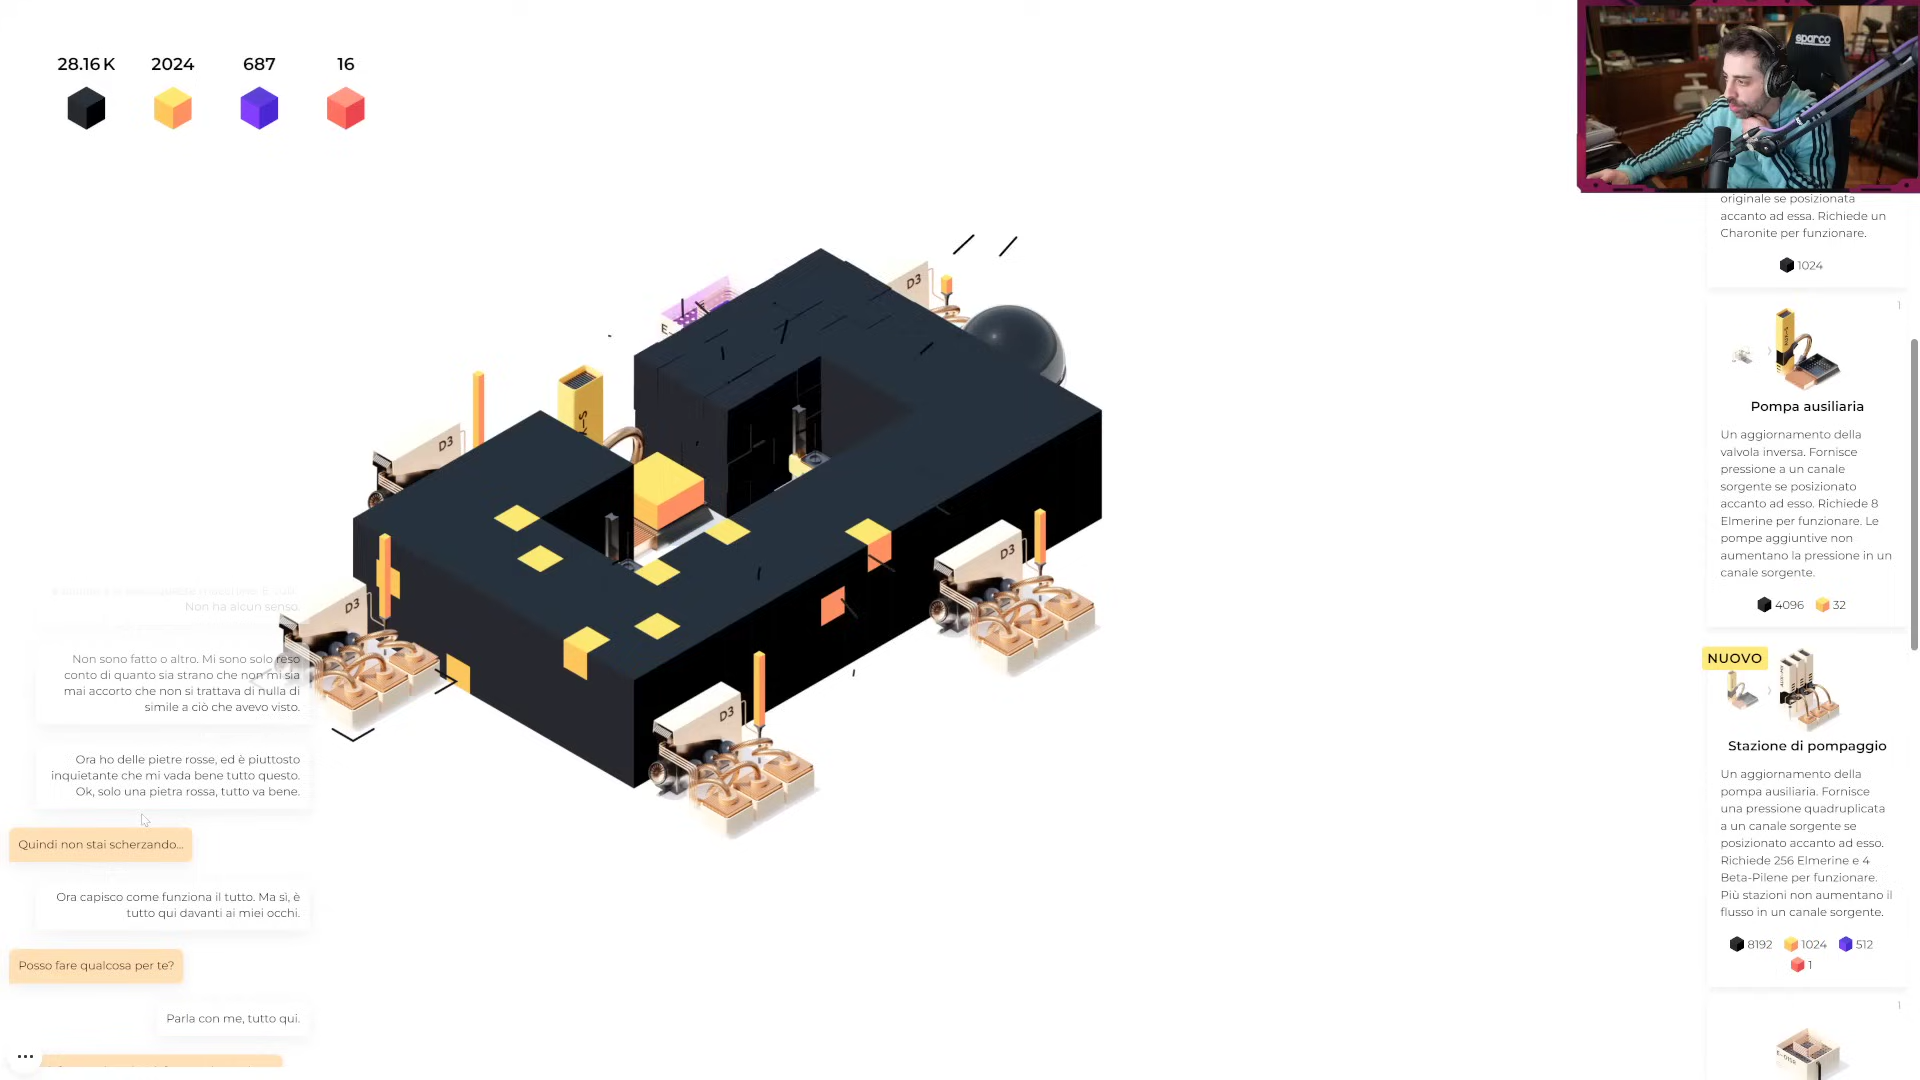 28.16 K 2024 687 16
sparco
originale se posizionata
accanto ad essa. Richiede un
Charonite per funzionare.
1024
1
Pompa ausiliaria
Un aggiornamento della
valvola inversa. Fornisce
pressione a un canale
sorgente se posizionato
accanto ad esso. Richiede 8
Elmerine per funzionare. Le
pompe aggiuntive non
aumentano la pressione in un
canale sorgente.
4096 32
NUOVO
Stazione di pompaggio
Un aggiornamento della
pompa ausiliaria. Fornisce
una pressione quadruplicata
a un canale sorgente se
posizionato accanto ad esso.
Richiede 256 Elmerine e 4
Beta-Pilene per funzionare.
Più stazioni non aumentano il
flusso in un canale sorgente.
8192 1024 512
1
1
D3
D3
D3
D3
D3
Non ha alcun senso.
Non sono fatto o altro. Mi sono solo reso
conto di quanto sia strano che non mi sia
mai accorto che non si trattava di nulla di
simile a ciò che avevo visto.
Ora ho delle pietre rosse, ed è piuttosto
inquietante che mi vada bene tutto questo.
Ok, solo una pietra rossa, tutto va bene.
Quindi non stai scherzando...
Ora capisco come funziona il tutto. Ma sì, è
tutto qui davanti ai miei occhi.
Posso fare qualcosa per te?
Parla con me, tutto qui.